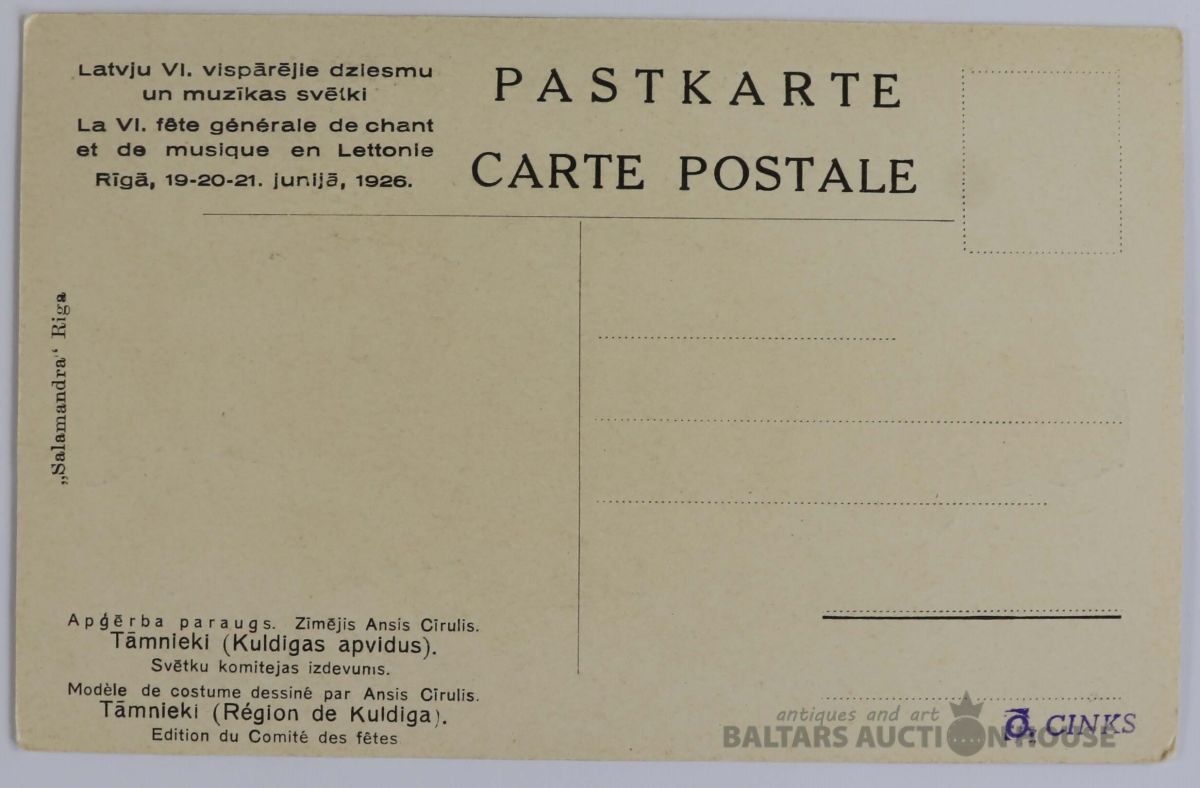 Latvju VI. vispārējie dziesmu
un muzīkas svētki
La VI. fête générale de chant
et de musique en Lettonie
Rīgā, 19-20-21. junijā, 1926.
PASTKARTE
CARTE POSTALE
„Salamandra“ Riga
Apģērba paraugs. Zīmējis Ansis Cīrulis.
Tāmnieki (Kuldigas apvidus).
Svētku komitejas izdevums.
Modèle de costume dessiné par Ansis Cīrulis.
Tāmnieki (Région de Kuldiga).
Edition du Comité des fêtes
antiques and art
BALTARS AUCTION HOUSE
CINKS